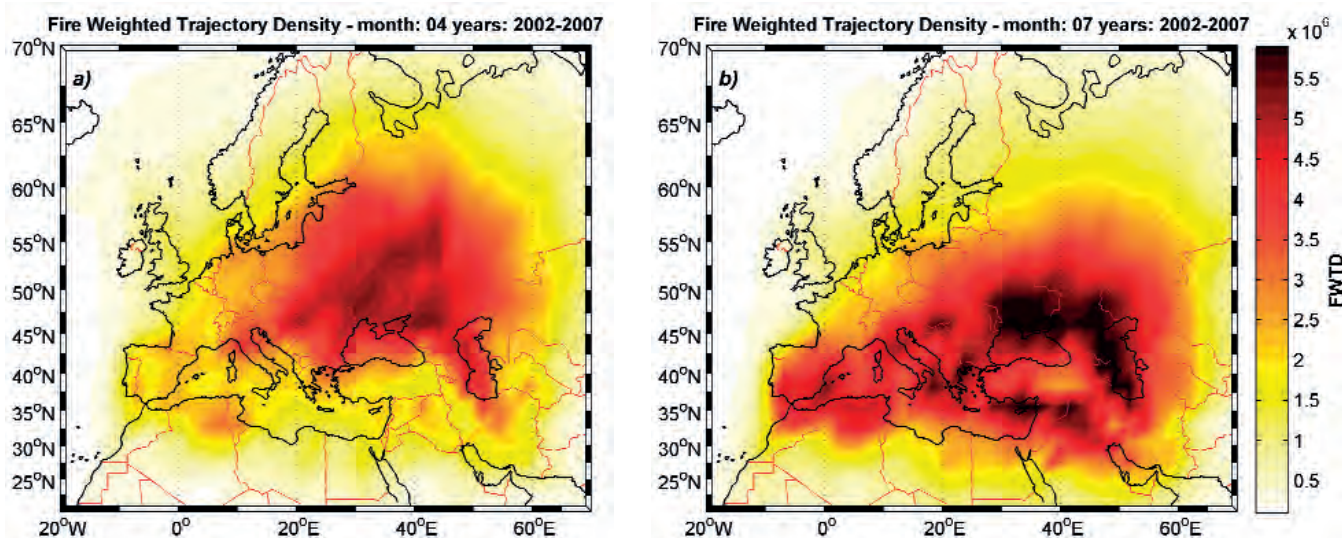 Fire Weighted Trajectory Density - month: 04 years: 2002-2007
a)
70°N
65°N
60°N
55°N
50°N
45°N
40°N
35°N
30°N
25°N
20°W
0°
20°E
40°E
60°E
Fire Weighted Trajectory Density - month: 07 years: 2002-2007
b)
70°N
65°N
60°N
55°N
50°N
45°N
40°N
35°N
30°N
25°N
20°W
0°
20°E
40°E
60°E
x 10⁶
5.5
5
4.5
4
3.5
3
2.5
2
1.5
1
0.5
FWTD